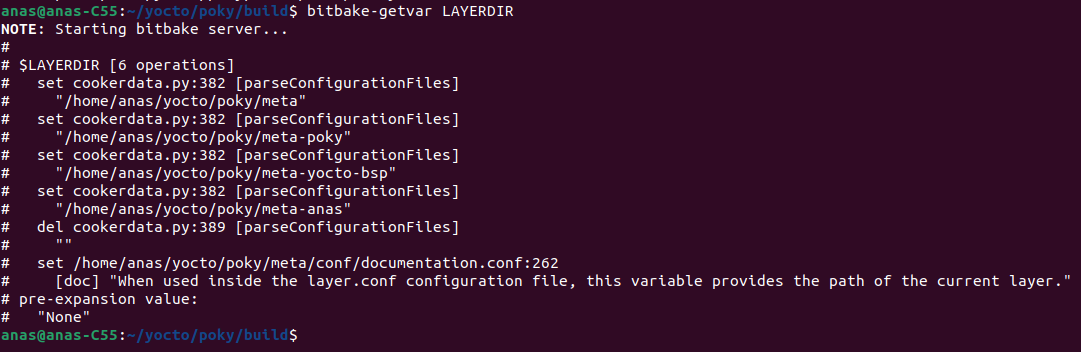 anas@anas-C55:~/yocto/poky/build$ bitbake-getvar LAYERDIR
NOTE: Starting bitbake server...
#
# $LAYERDIR [6 operations]
#   set cookerdata.py:382 [parseConfigurationFiles]
#     "/home/anas/yocto/poky/meta"
#   set cookerdata.py:382 [parseConfigurationFiles]
#     "/home/anas/yocto/poky/meta-poky"
#   set cookerdata.py:382 [parseConfigurationFiles]
#     "/home/anas/yocto/poky/meta-yocto-bsp"
#   set cookerdata.py:382 [parseConfigurationFiles]
#     "/home/anas/yocto/poky/meta-anas"
#   del cookerdata.py:389 [parseConfigurationFiles]
#     ""
#   set /home/anas/yocto/poky/meta/conf/documentation.conf:262
#     [doc] "When used inside the layer.conf configuration file, this variable provides the path of the current layer."
# pre-expansion value:
#   "None"
anas@anas-C55:~/yocto/poky/build$